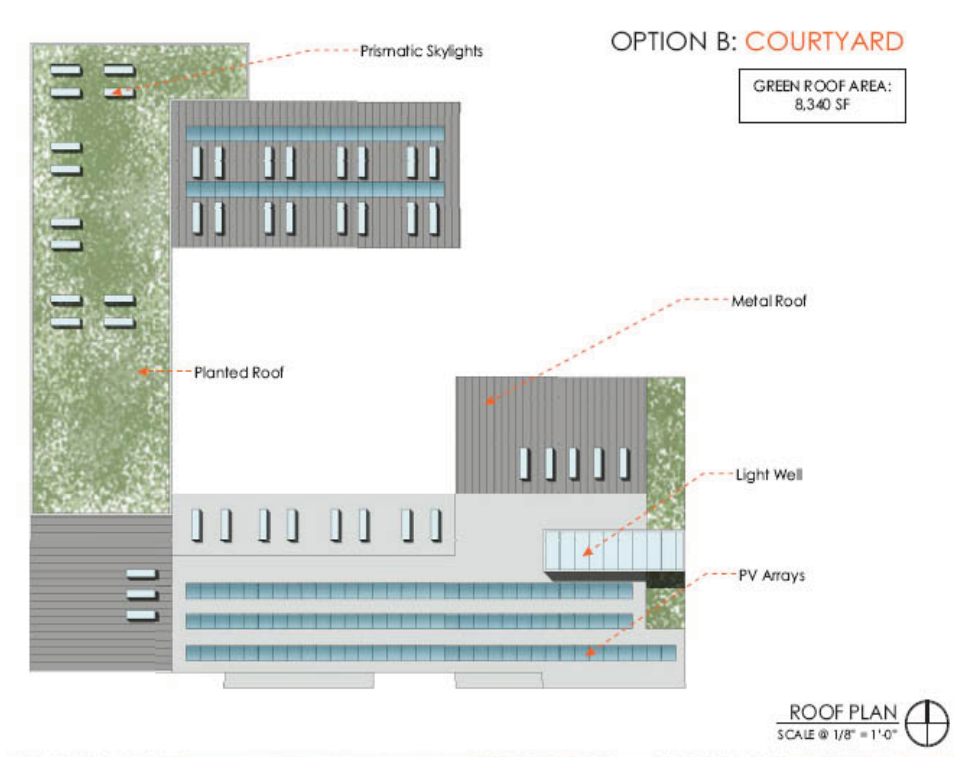 OPTION B: COURTYARD
GREEN ROOF AREA:
8,340 SF
Prismatic Skylights
Metal Roof
Planted Roof
Light Well
PV Arrays
ROOF PLAN
SCALE @ 1/8" = 1'-0"